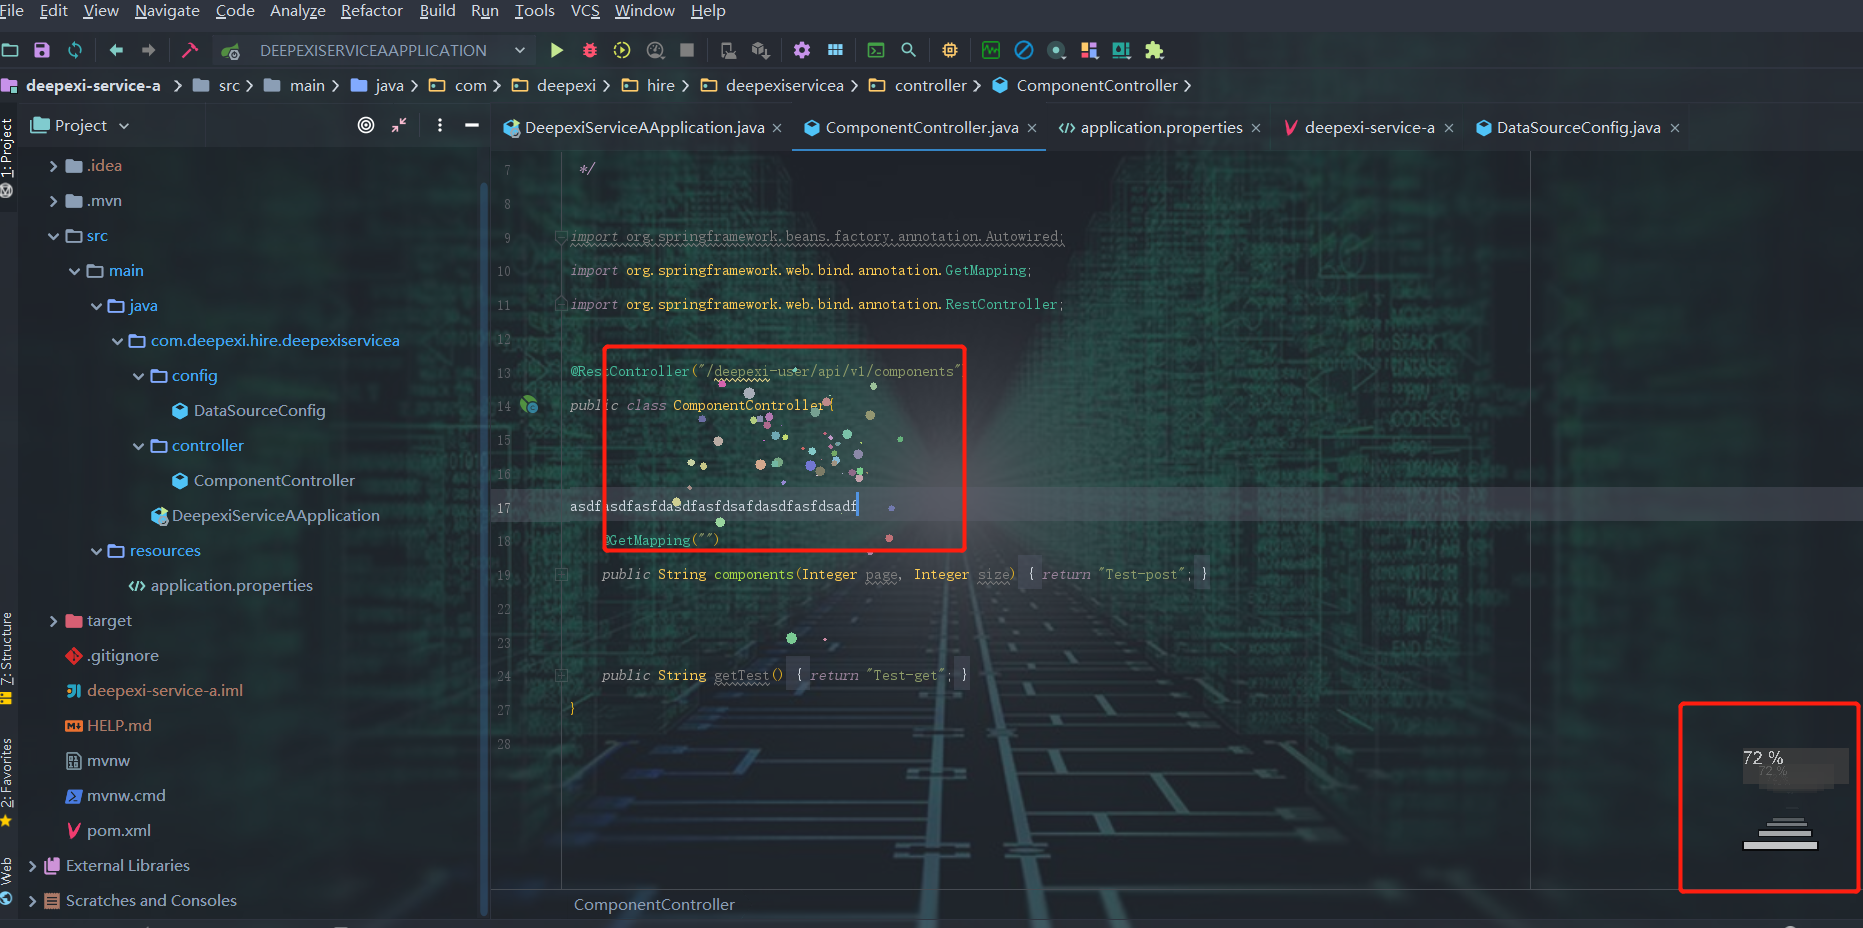 File Edit View Navigate Code Analyze Refactor Build Run Tools VCS Window Help
DEEPEXISERVICEAAPPLICATION
deepexi-service-a src main java com deepexi hire deepexiservicea controller ComponentController
Project
DeepexiServiceAApplication.java ComponentController.java application.properties deepexi-service-a DataSourceConfig.java
1: Project
7: Structure
2: Favorites
Web
.idea
.mvn
src
main
java
com.deepexi.hire.deepexiservicea
config
DataSourceConfig
controller
ComponentController
DeepexiServiceAApplication
resources
application.properties
target
.gitignore
deepexi-service-a.iml
HELP.md
mvnw
mvnw.cmd
pom.xml
External Libraries
Scratches and Consoles
7 */
8
9 import org.springframework.beans.factory.annotation.Autowired;
10 import org.springframework.web.bind.annotation.GetMapping;
11 import org.springframework.web.bind.annotation.RestController;
12
13 @RestController("/deepexi-user/api/v1/components"
14 public class ComponentController{
15
16
17 asdfasdfasfdasdfasfdsafdasdfasfdsadf
18 @GetMapping("")
19 public String components(Integer page, Integer size) { return "Test-post"; }
22
23
24 public String getTest() { return "Test-get"; }
27 }
28
72 %
72 %
ComponentController